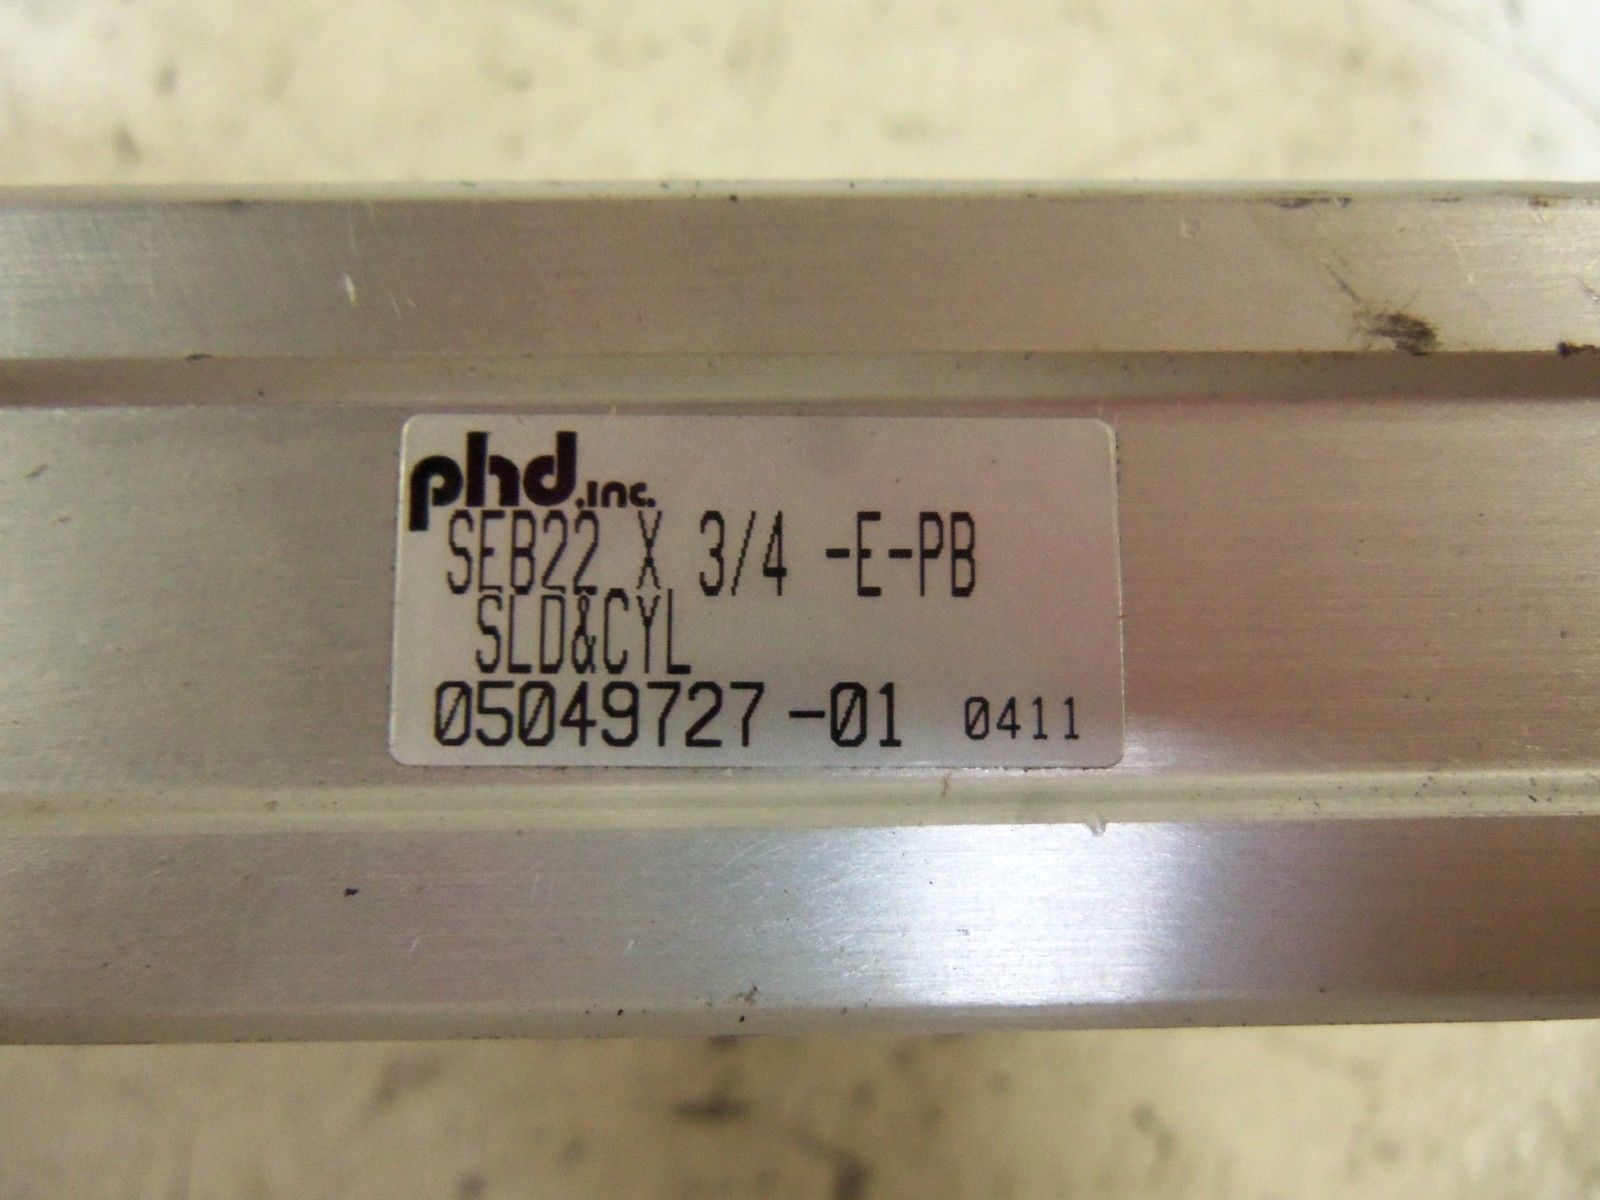 phd.inc.
SEB22 X 3/4 -E-PB
SLD&CYL
05049727-01 0411